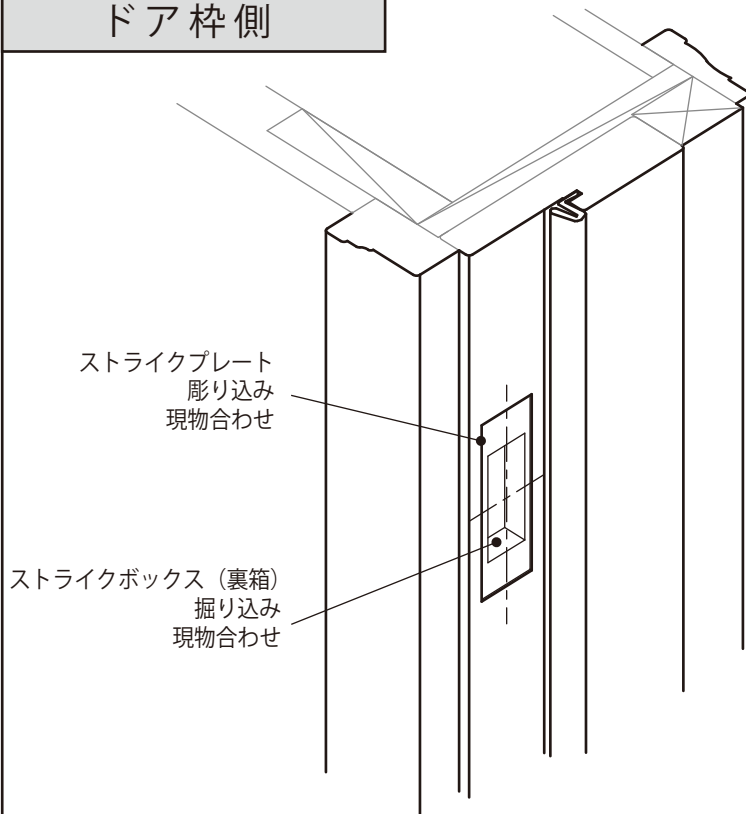 ドア枠側
ストライクプレート
彫り込み
現物合わせ
ストライクボックス（裏箱）
掘り込み
現物合わせ